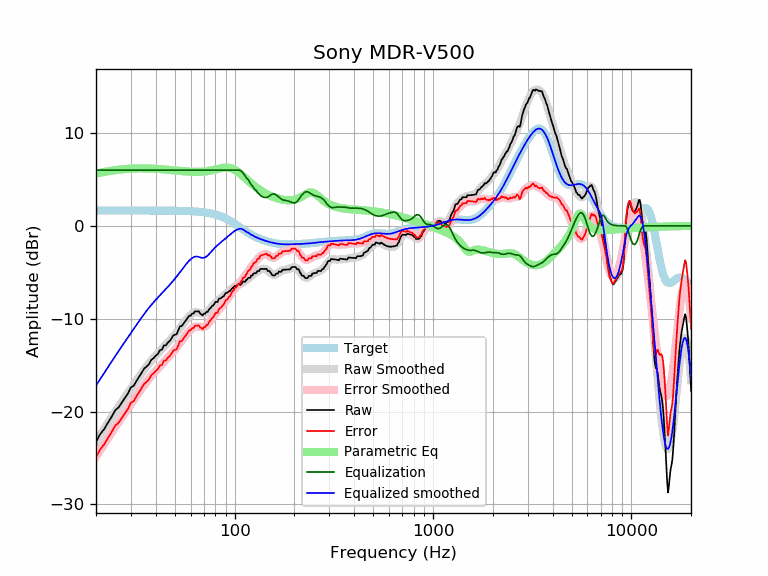 Sony MDR-V500
Amplitude (dBr)
10
0
−10
−20
−30
Target
Raw Smoothed
Error Smoothed
Raw
Error
Parametric Eq
Equalization
Equalized smoothed
100
1000
10000
Frequency (Hz)